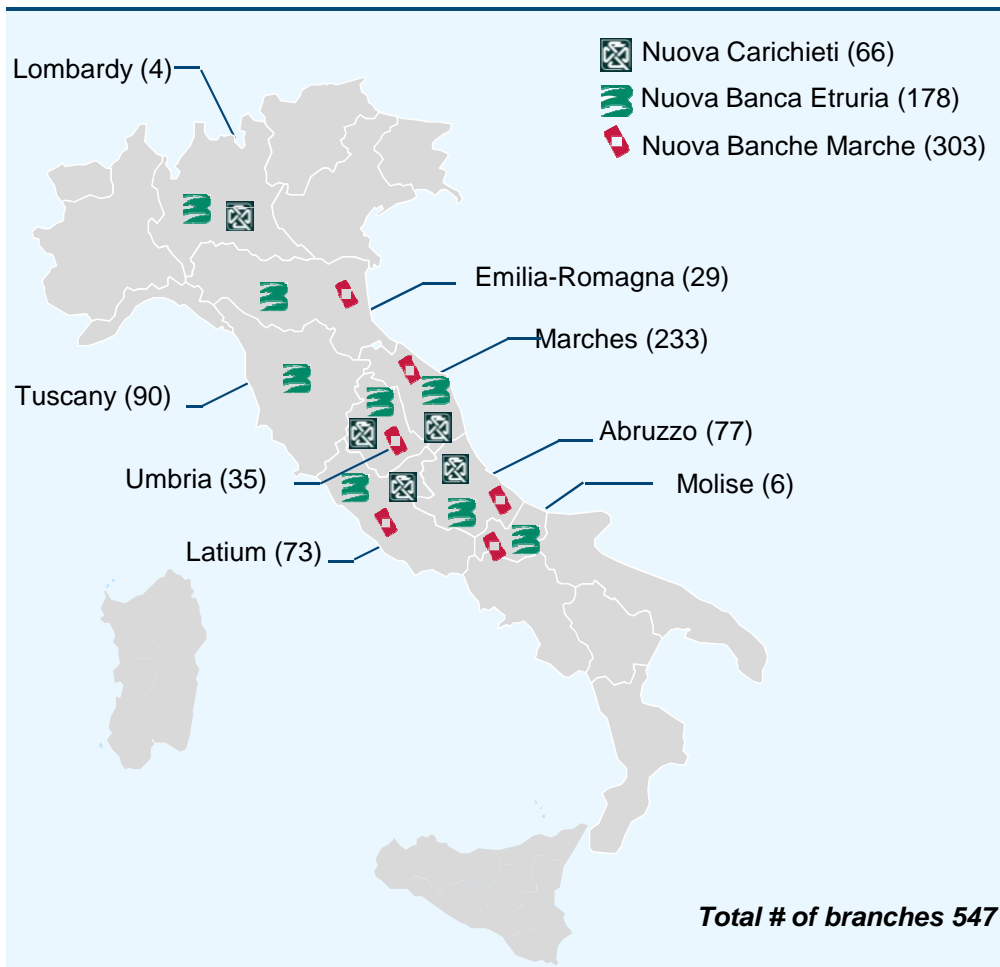 Nuova Carichieti (66)
Lombardy (4)
Nuova Banca Etruria (178)
Nuova Banche Marche (303)
Emilia-Romagna (29)
Marches (233)
Tuscany (90)
Abruzzo (77)
Umbria (35)
Molise (6)
Latium (73)
Total # of branches 547